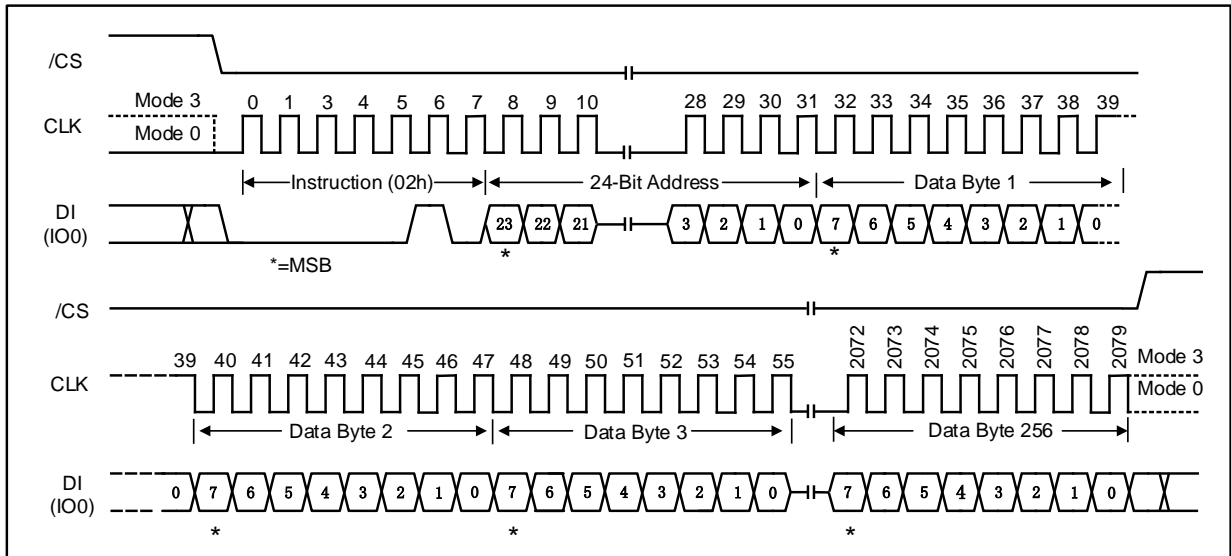 /CS
Mode 3
0 1 3 4 5 6 7 8 9 10 28 29 30 31 32 33 34 35 36 37 38 39
CLK
Mode 0
Instruction (02h) 24-Bit Address Data Byte 1
DI
(IO0)
23 22 21 3 2 1 0 7 6 5 4 3 2 1 0
* *
*=MSB
/CS
39 40 41 42 43 44 45 46 47 48 49 50 51 52 53 54 55 2072 2073 2074 2075 2076 2077 2078 2079
Mode 3
CLK
Mode 0
Data Byte 2 Data Byte 3 Data Byte 256
DI
(IO0)
0 7 6 5 4 3 2 1 0 7 6 5 4 3 2 1 0 7 6 5 4 3 2 1 0
* * *